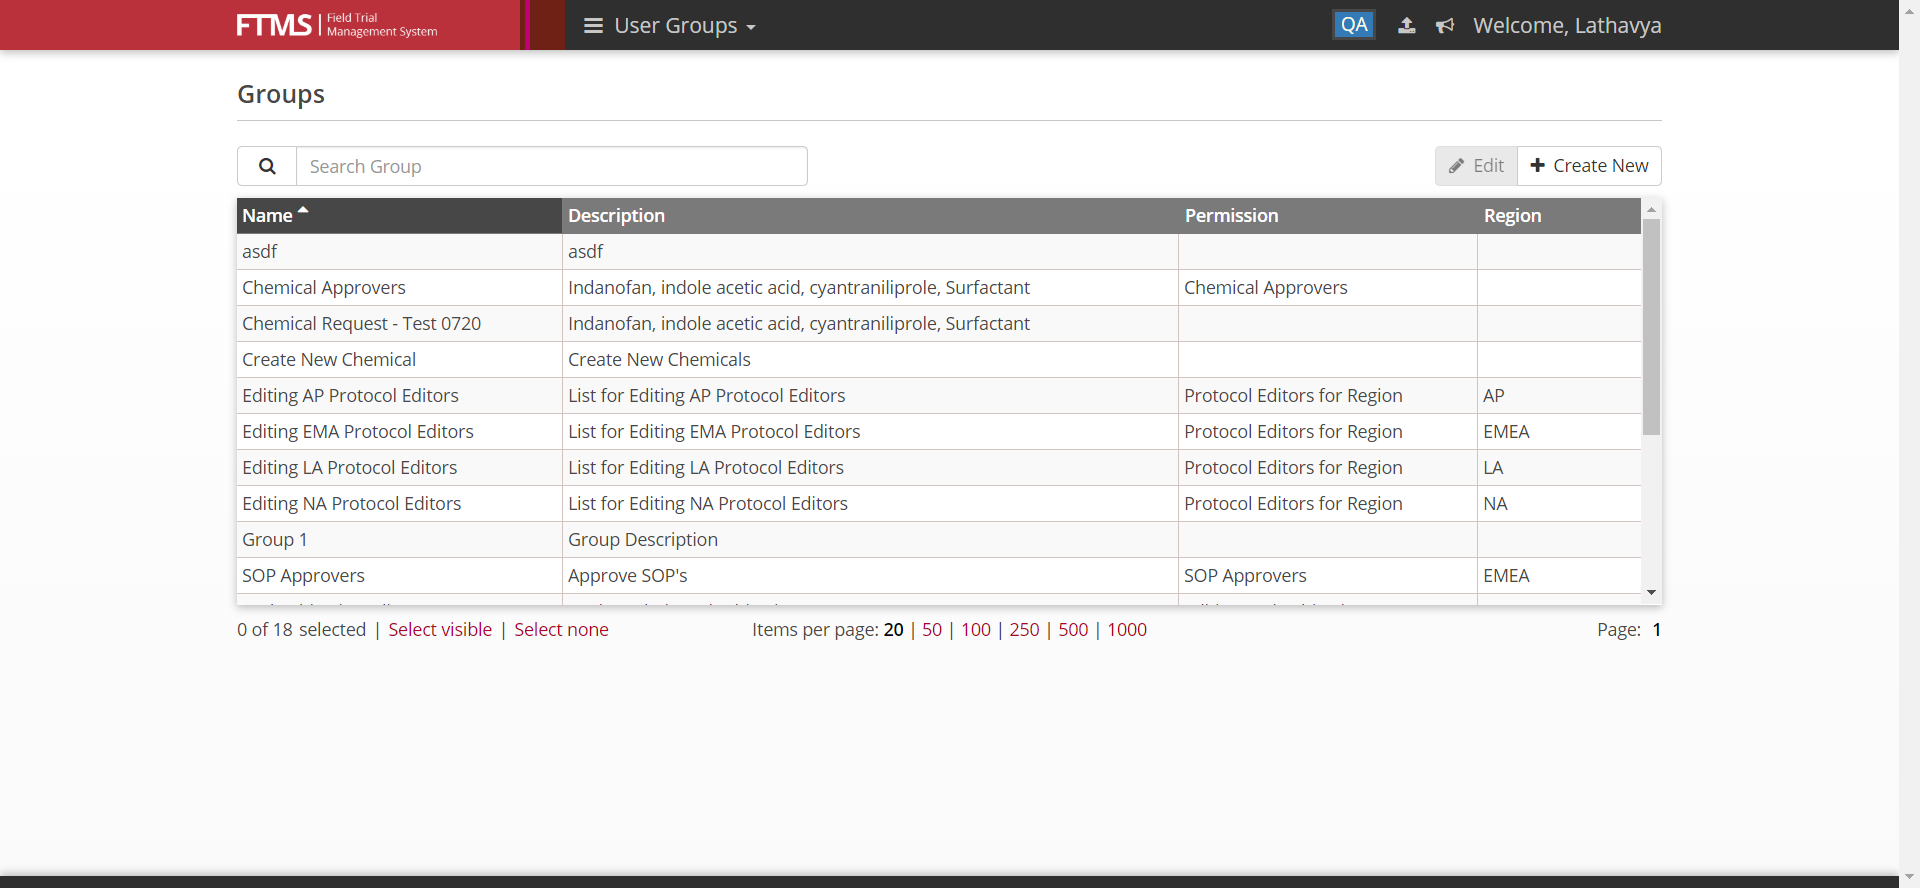 FTMS | Field Trial
Management System
User Groups
QA
Welcome, Lathavya
Groups
Search Group
Edit
Create New
Name Description Permission Region
asdf asdf
Chemical Approvers Indanofan, indole acetic acid, cyantraniliprole, Surfactant Chemical Approvers
Chemical Request - Test 0720 Indanofan, indole acetic acid, cyantraniliprole, Surfactant
Create New Chemical Create New Chemicals
Editing AP Protocol Editors List for Editing AP Protocol Editors Protocol Editors for Region AP
Editing EMA Protocol Editors List for Editing EMA Protocol Editors Protocol Editors for Region EMEA
Editing LA Protocol Editors List for Editing LA Protocol Editors Protocol Editors for Region LA
Editing NA Protocol Editors List for Editing NA Protocol Editors Protocol Editors for Region NA
Group 1 Group Description
SOP Approvers Approve SOP's SOP Approvers EMEA
0 of 18 selected | Select visible | Select none Items per page: 20 | 50 | 100 | 250 | 500 | 1000 Page: 1